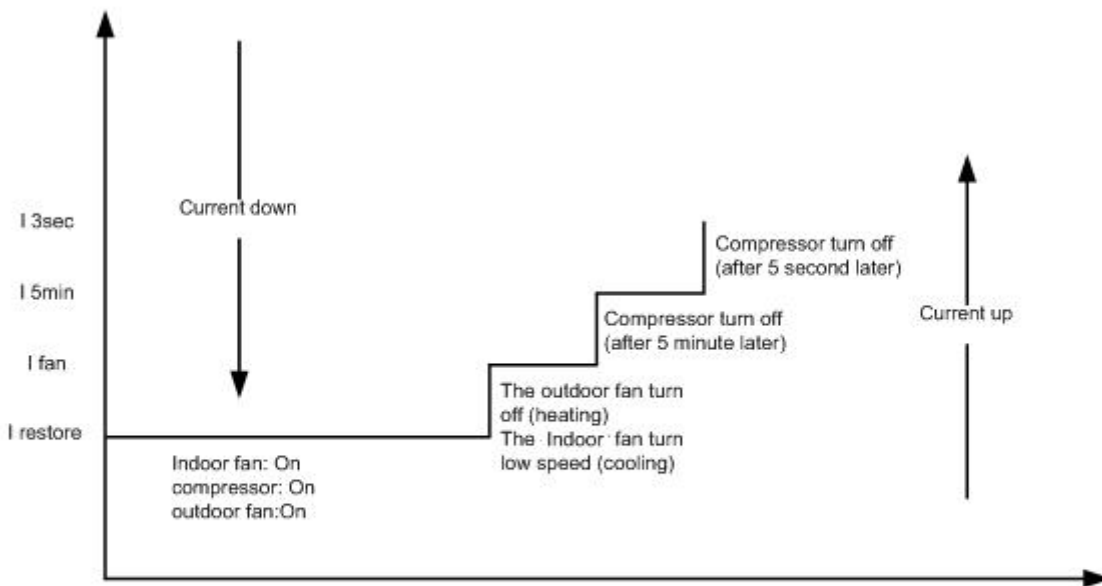 I 3sec
Current down
Compressor turn off
(after 5 second later)
I 5min
Compressor turn off
(after 5 minute later)
Current up
I fan
The outdoor fan turn
off (heating)
The Indoor fan turn
low speed (cooling)
I restore
Indoor fan: On
compressor: On
outdoor fan:On